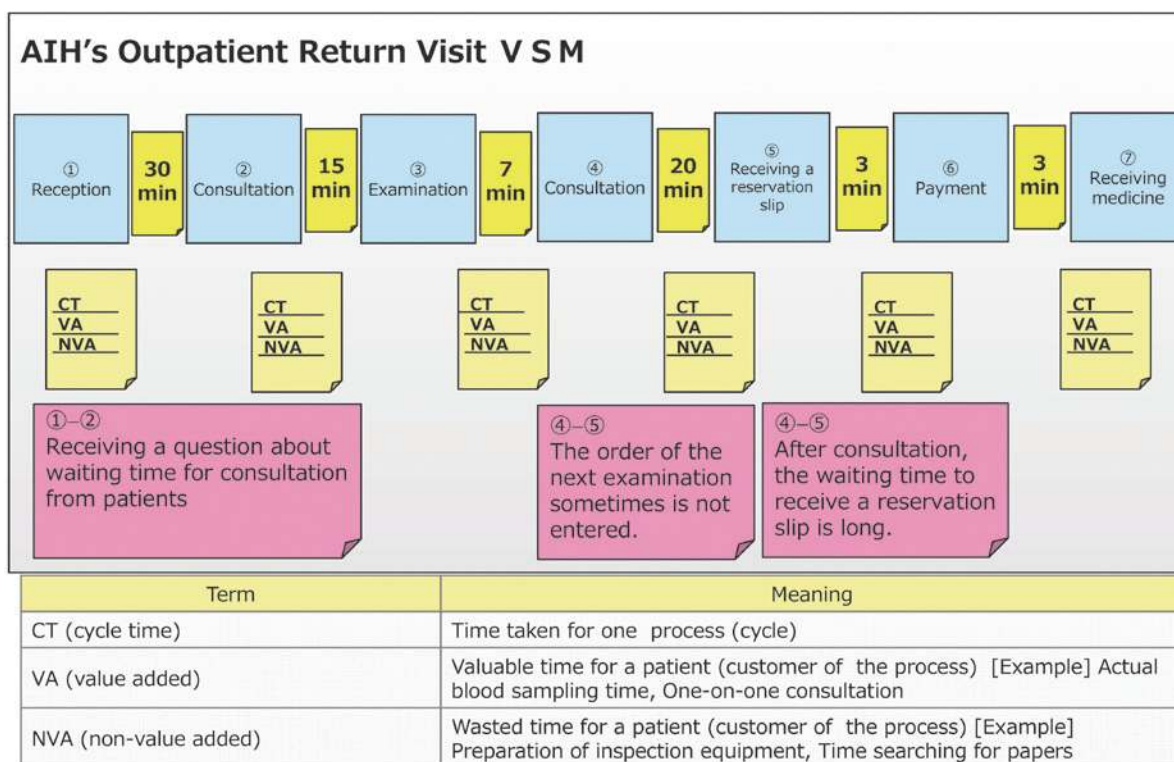 AIH's Outpatient Return Visit V S M
①
Reception
30
min
②
Consultation
15
min
③
Examination
7
min
④
Consultation
20
min
⑤
Receiving a
reservation
slip
3
min
⑥
Payment
3
min
⑦
Receiving
medicine
CT
VA
NVA
CT
VA
NVA
CT
VA
NVA
CT
VA
NVA
CT
VA
NVA
CT
VA
NVA
①–②
Receiving a question about
waiting time for consultation
from patients
④–⑤
The order of the
next examination
sometimes is not
entered.
④–⑤
After consultation,
the waiting time to
receive a reservation
slip is long.
Term Meaning
CT (cycle time) Time taken for one process (cycle)
VA (value added) Valuable time for a patient (customer of the process) [Example] Actual
blood sampling time, One-on-one consultation
NVA (non-value added) Wasted time for a patient (customer of the process) [Example]
Preparation of inspection equipment, Time searching for papers